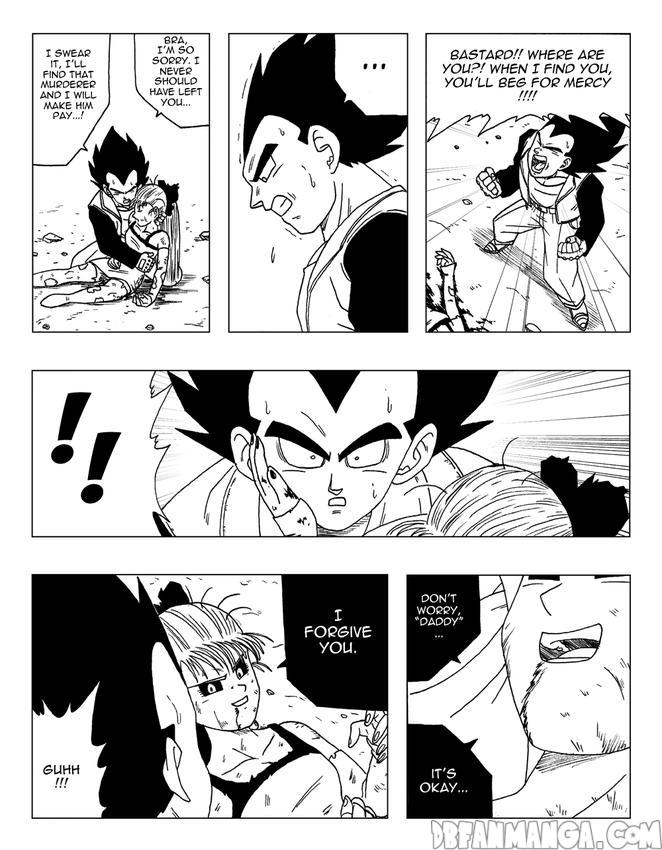 BASTARD!! WHERE ARE
YOU?! WHEN I FIND YOU,
YOU'LL BEG FOR MERCY
!!!!
...
BRA,
I'M SO
SORRY. I
NEVER
SHOULD
HAVE LEFT
YOU...
I SWEAR
IT, I'LL
FIND THAT
MURDERER
AND I WILL
MAKE HIM
PAY...!
!!
DON'T
WORRY,
"DADDY"
...
IT'S
OKAY...
I
FORGIVE
YOU.
GUHH
!!!
DBFANMANGA.COM